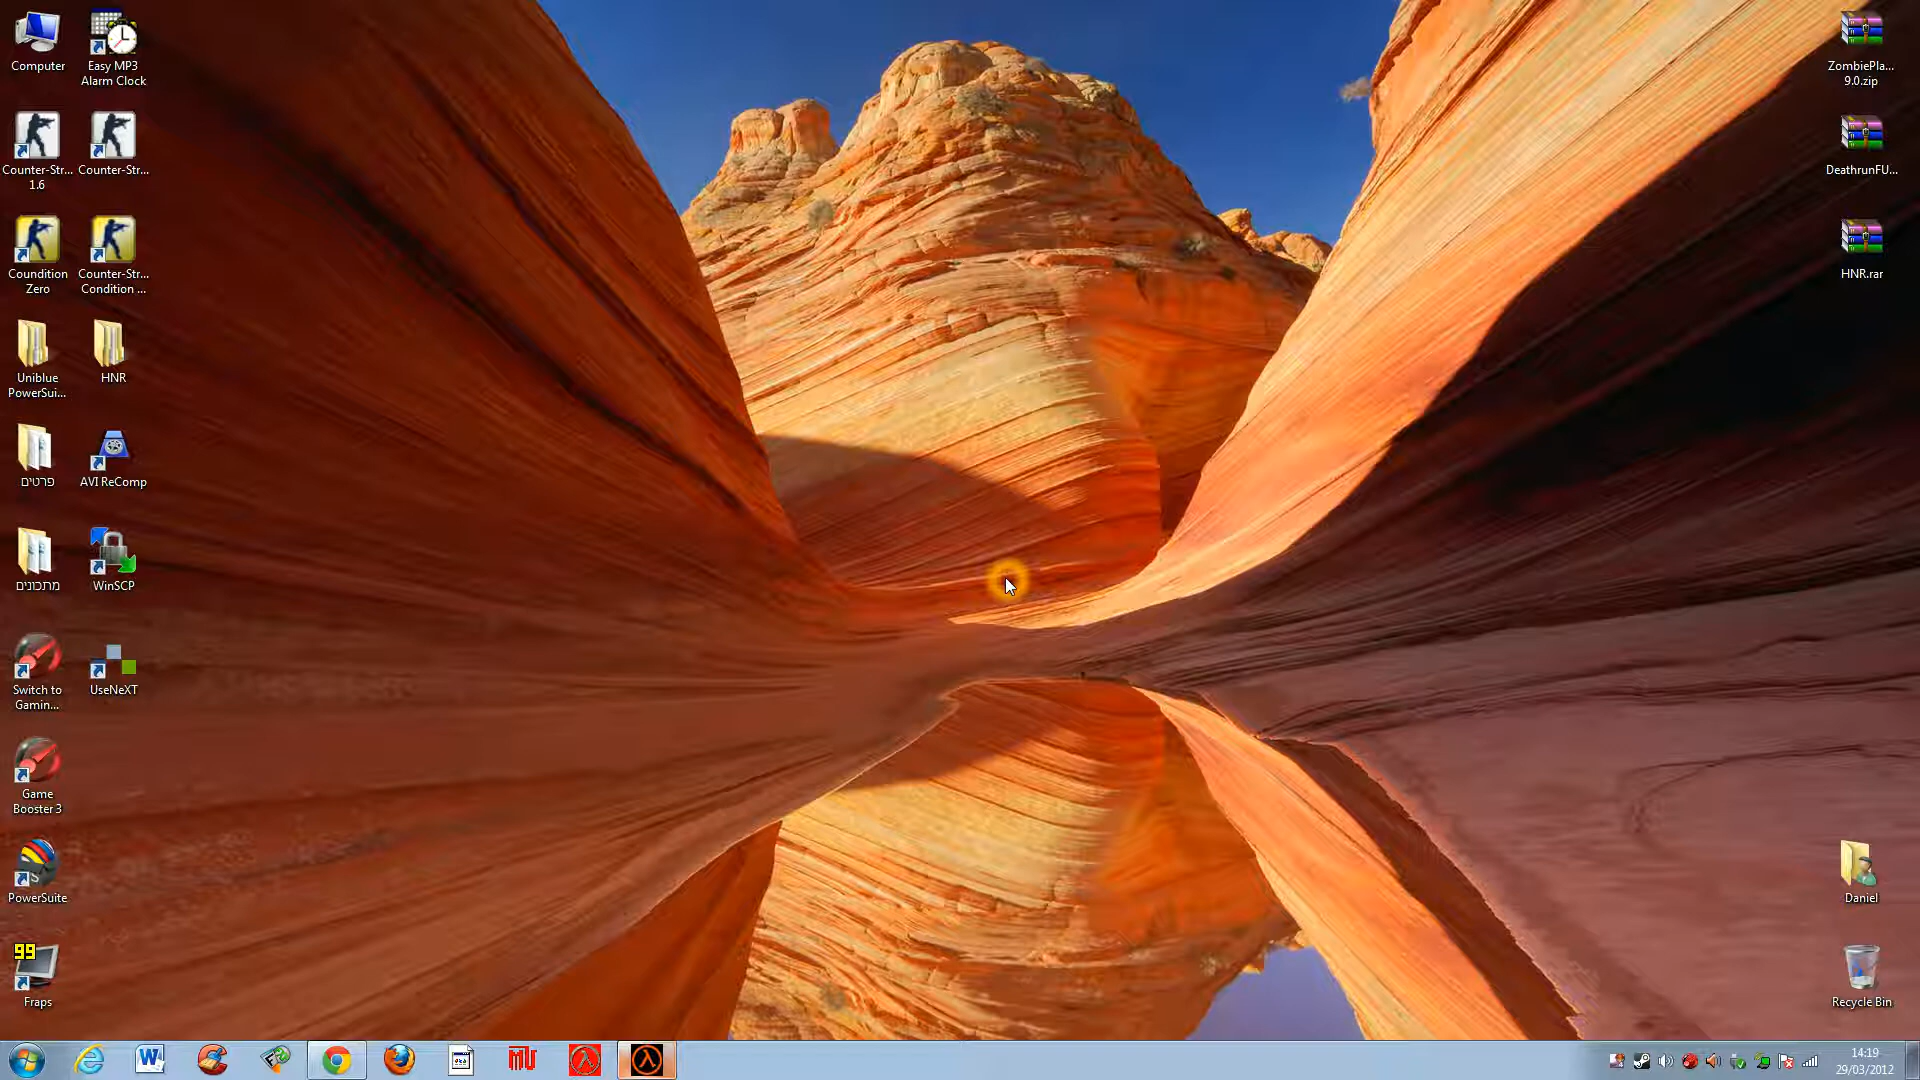 Computer
Easy MP3
Alarm Clock
Counter-Str...
1.6
Counter-Str...
Coundition
Zero
Counter-Str...
Condition ...
Uniblue
PowerSui...
HNR
פרטים
AVI ReComp
מתכונים
WinSCP
Switch to
Gamin...
UseNeXT
Game
Booster 3
PowerSuite
99
Fraps
ZombiePla...
9.0.zip
DeathrunFU...
HNR.rar
Daniel
Recycle Bin
14:19
29/03/2012